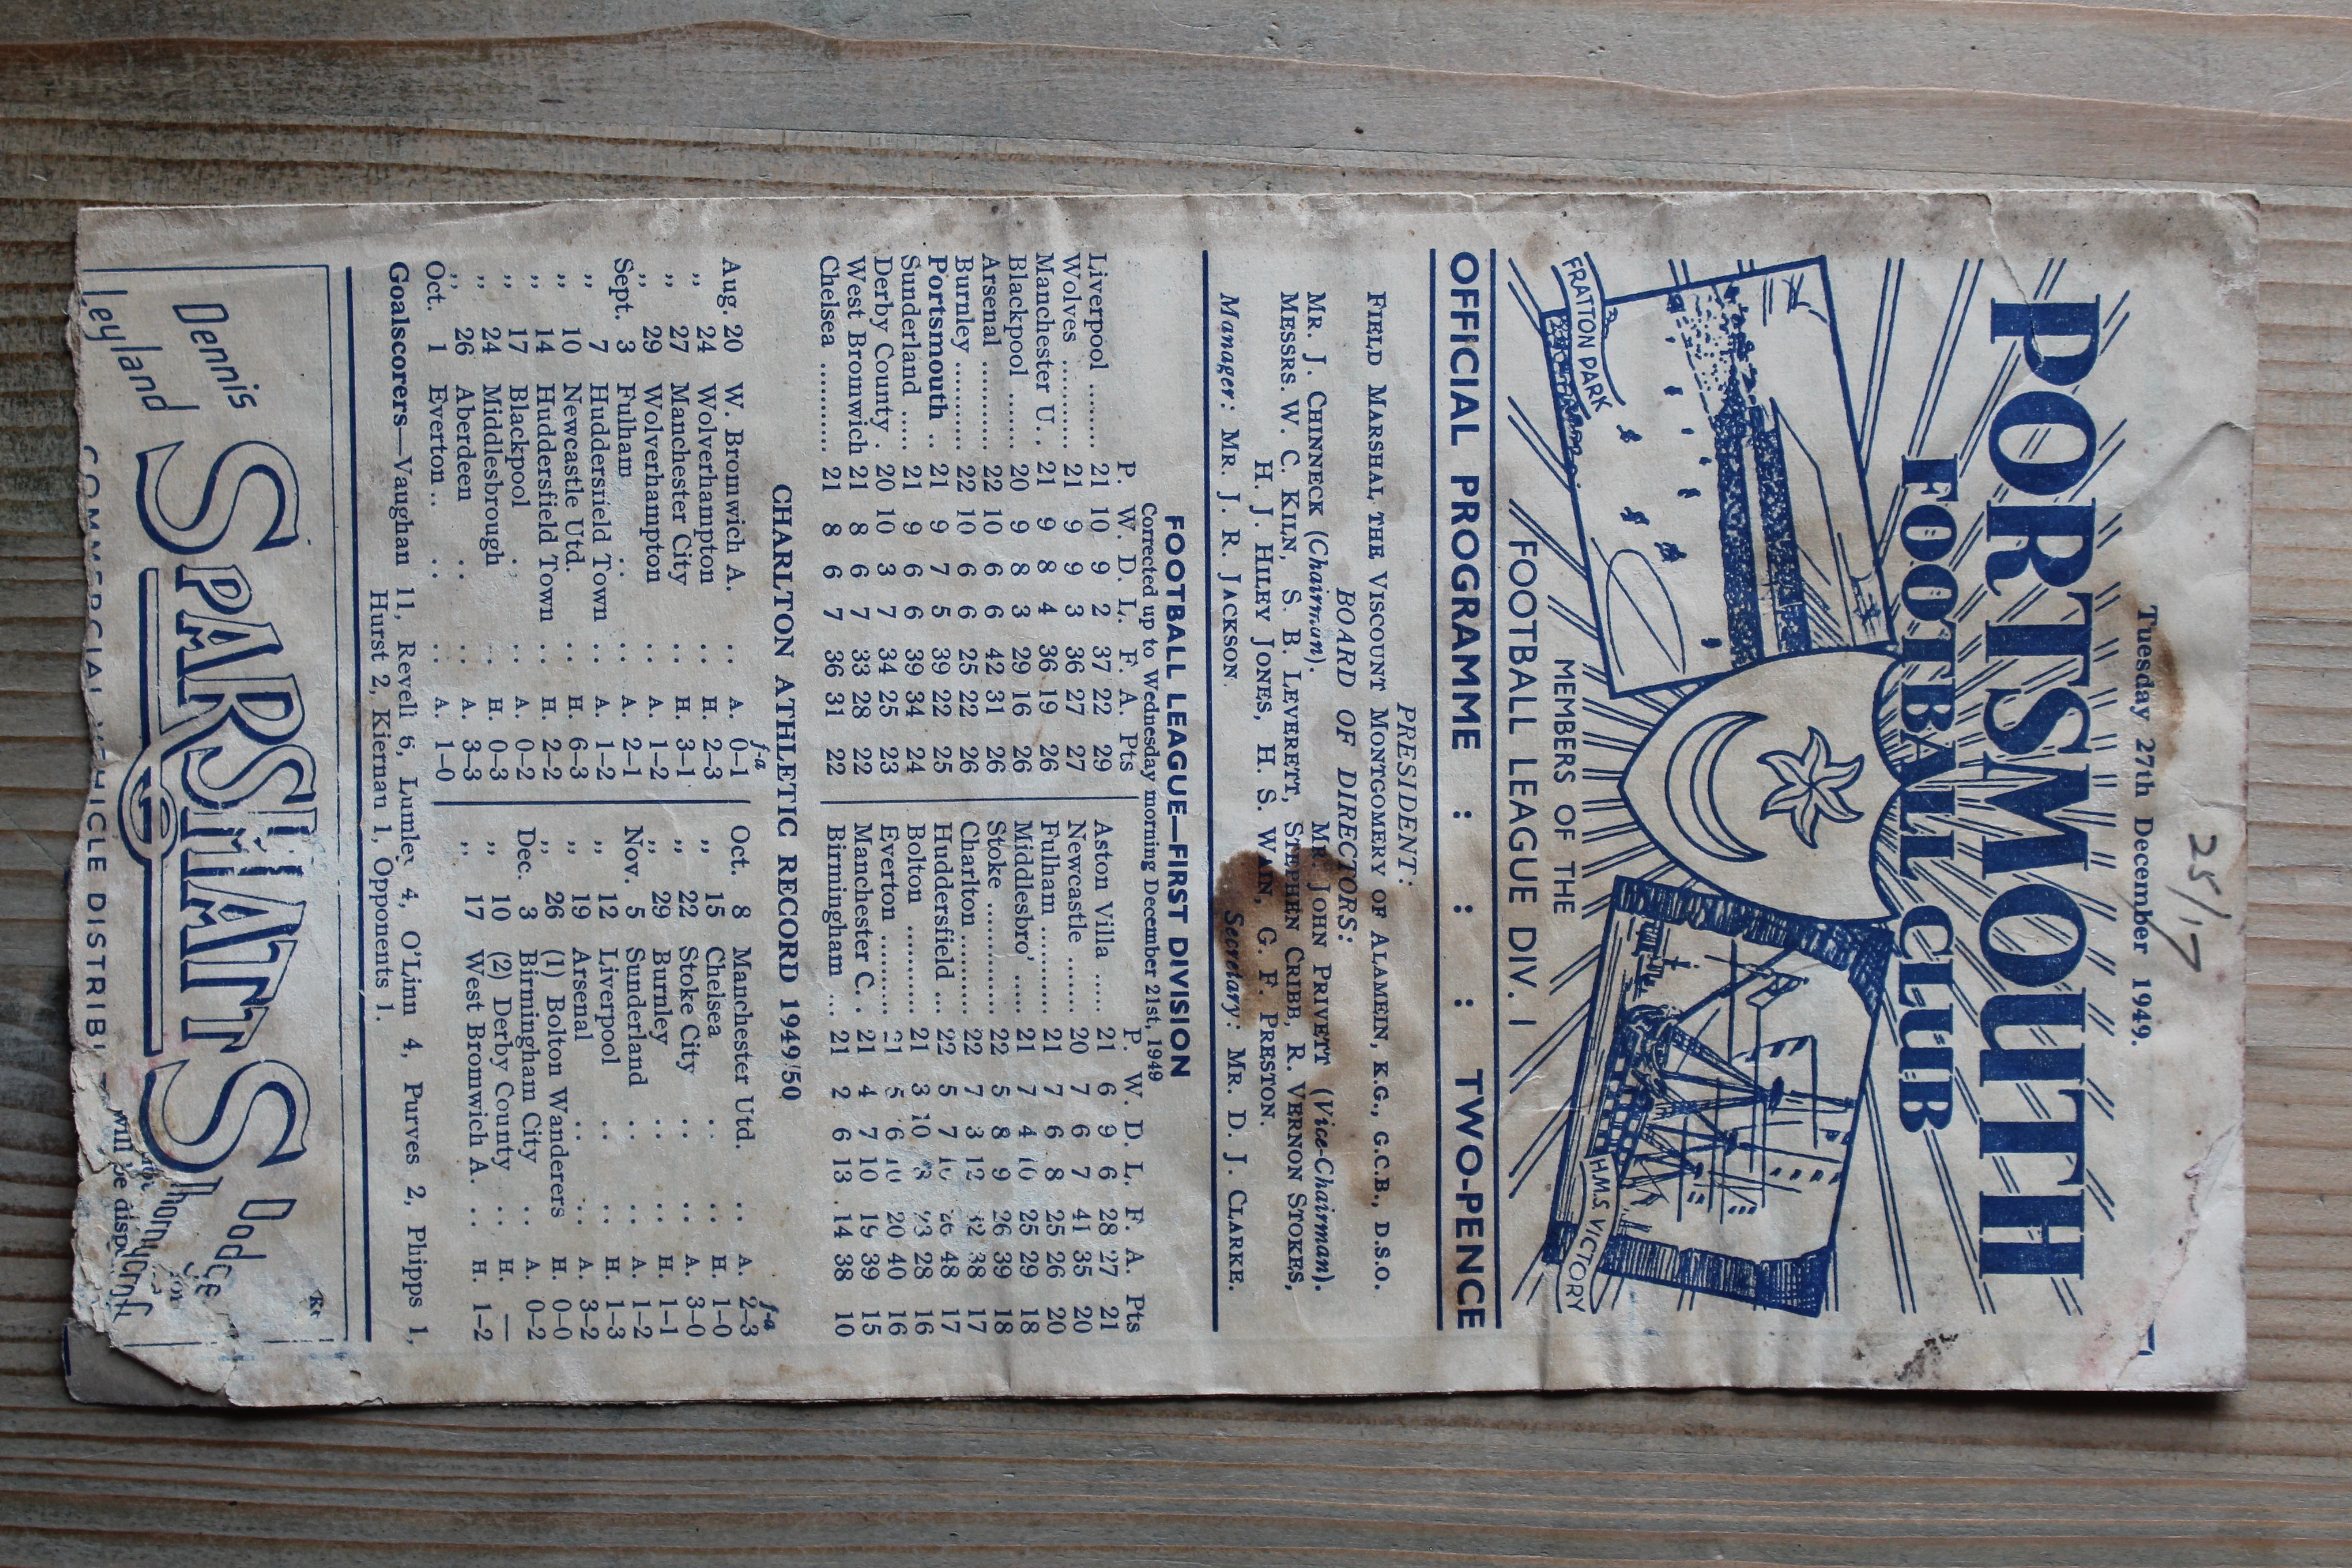 25/17
Tuesday 27th December 1949.
PORTSMOUTH
FOOTBALL CLUB
FRATTON PARK
H.M.S. VICTORY
MEMBERS OF THE
FOOTBALL LEAGUE DIV. 1
OFFICIAL PROGRAMME : : : TWO-PENCE
PRESIDENT:
FIELD MARSHAL THE VISCOUNT MONTGOMERY OF ALAMEIN, K.G., G.C.B., D.S.O.
BOARD OF DIRECTORS:
MR. J. CHINNECK (Chairman). MR. JOHN PRIVETT (Vice-Chairman).
MESSRS. W. C. KILN, S. B. LEVERETT, STEPHEN CRIBB, R. VERNON STOKES,
H. J. HILEY JONES, H. S. WAIN, G. F. PRESTON.
Manager: MR. J. R. JACKSON. Secretary: MR. D. J. CLARKE.
FOOTBALL LEAGUE—FIRST DIVISION
Corrected up to Wednesday morning December 21st, 1949
P. W. D. L. F. A. Pts
Liverpool ........ 21 10 9 2 37 22 29
Wolves ........... 21 9 9 3 36 27 27
Manchester U. . 21 9 8 4 36 19 26
Blackpool ........ 20 9 8 3 29 16 26
Arsenal ........... 22 10 6 6 42 31 26
Burnley ........... 22 10 6 6 25 22 26
Portsmouth .. 21 9 7 5 39 22 25
Sunderland ..... 21 9 6 6 39 34 24
Derby County . 20 10 3 7 34 25 23
West Bromwich 21 8 6 7 33 28 22
Chelsea ........... 21 8 6 7 36 31 22
P. W. D. L. F. A. Pts
Aston Villa ..... 21 6 9 6 28 27 21
Newcastle ....... 20 7 6 7 41 35 20
Fulham ........... 21 7 6 8 25 26 20
Middlesbro' ..... 21 7 4 10 25 29 18
Stoke ............. 22 5 8 9 26 39 18
Charlton ......... 22 7 3 12 32 38 17
Huddersfield ... 22 5 7 10 26 48 17
Bolton ........... 21 3 10 8 23 28 16
Everton .......... 21 5 6 10 20 40 16
Manchester C. . 21 4 7 10 19 39 15
Birmingham ... 21 2 6 13 14 38 10
CHARLTON ATHLETIC RECORD 1949/50
f-a
Aug. 20 W. Bromwich A. .. A. 0-1
,, 24 Wolverhampton .. H. 2-3
,, 27 Manchester City .. H. 3-1
,, 29 Wolverhampton .. A. 1-2
Sept. 3 Fulham .. .. A. 2-1
,, 7 Huddersfield Town .. A. 1-2
,, 10 Newcastle Utd. .. H. 6-3
,, 14 Huddersfield Town .. H. 2-2
,, 17 Blackpool .. .. A. 0-2
,, 24 Middlesbrough .. H. 0-3
,, 26 Aberdeen .. .. A. 3-3
Oct. 1 Everton .. .. .. A. 1-0
f-a
Oct. 8 Manchester Utd. .. A. 2-3
,, 15 Chelsea .. .. H. 1-0
,, 22 Stoke City .. .. A. 3-0
,, 29 Burnley .. .. H. 1-1
Nov. 5 Sunderland .. .. A. 1-2
,, 12 Liverpool .. .. H. 1-3
,, 19 Arsenal .. .. A. 3-2
,, 26 (1) Bolton Wanderers H. 0-0
Dec. 3 Birmingham City .. A. 0-2
,, 10 (2) Derby County .. H. —
,, 17 West Bromwich A. .. H. 1-2
Goalscorers—Vaughan 11, Revell 6, Lumley 4, O'Linn 4, Purves 2, Phipps 1,
Hurst 2, Kiernan 1, Opponents 1.
Dennis SPARSHATTS Dodge
Leyland
COMMERCIAL VEHICLE DISTRIBU
will be disp